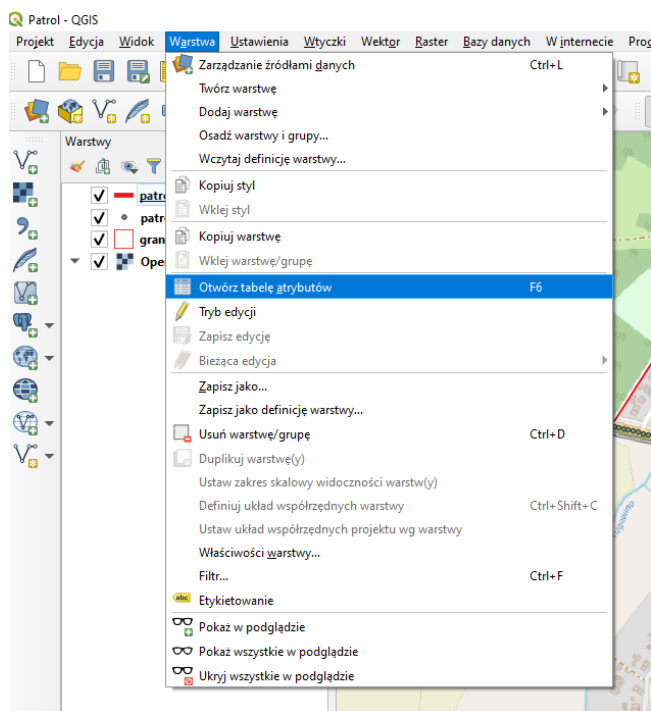 Patrol - QGIS
Projekt Edycja Widok Warstwa Ustawienia Wtyczki Wektor Raster Bazy danych W internecie
Zarządzanie źródłami danych Ctrl+L
Twórz warstwę
Dodaj warstwę
Osadź warstwy i grupy...
Warstwy
Wczytaj definicję warstwy...
Kopiuj styl
Wklej styl
Kopiuj warstwę
Wklej warstwę/grupę
Otwórz tabelę atrybutów F6
Tryb edycji
Zapisz edycję
Bieżąca edycja
Zapisz jako...
Zapisz jako definicję warstwy...
Usuń warstwę/grupę Ctrl+D
Duplikuj warstwę(y)
Ustaw zakres skalowy widoczności warstw(y)
Definiuj układ współrzędnych warstwy Ctrl+Shift+C
Ustaw układ współrzędnych projektu wg warstwy
Właściwości warstwy...
Filtr... Ctrl+F
abc Etykietowanie
Pokaż w podglądzie
Pokaż wszystkie w podglądzie
Ukryj wszystkie w podglądzie